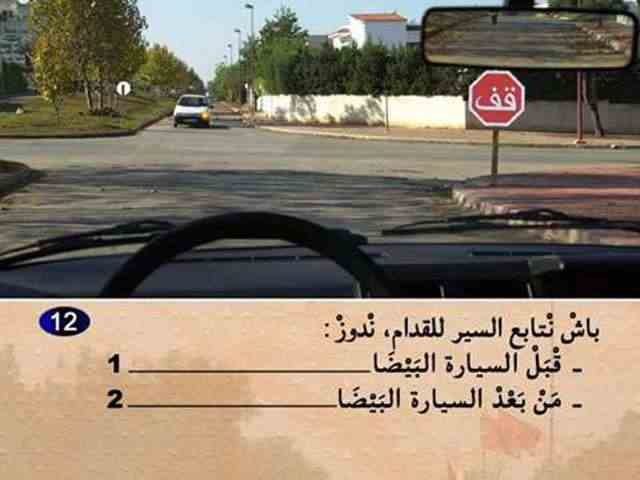 قف
12
باشْ نْتابع السير للقدام، نْدوزْ:
ـ قْبَلْ السيارة البَيْضَا 1
ـ مَنْ بَعْدْ السيارة البَيْضَا 2